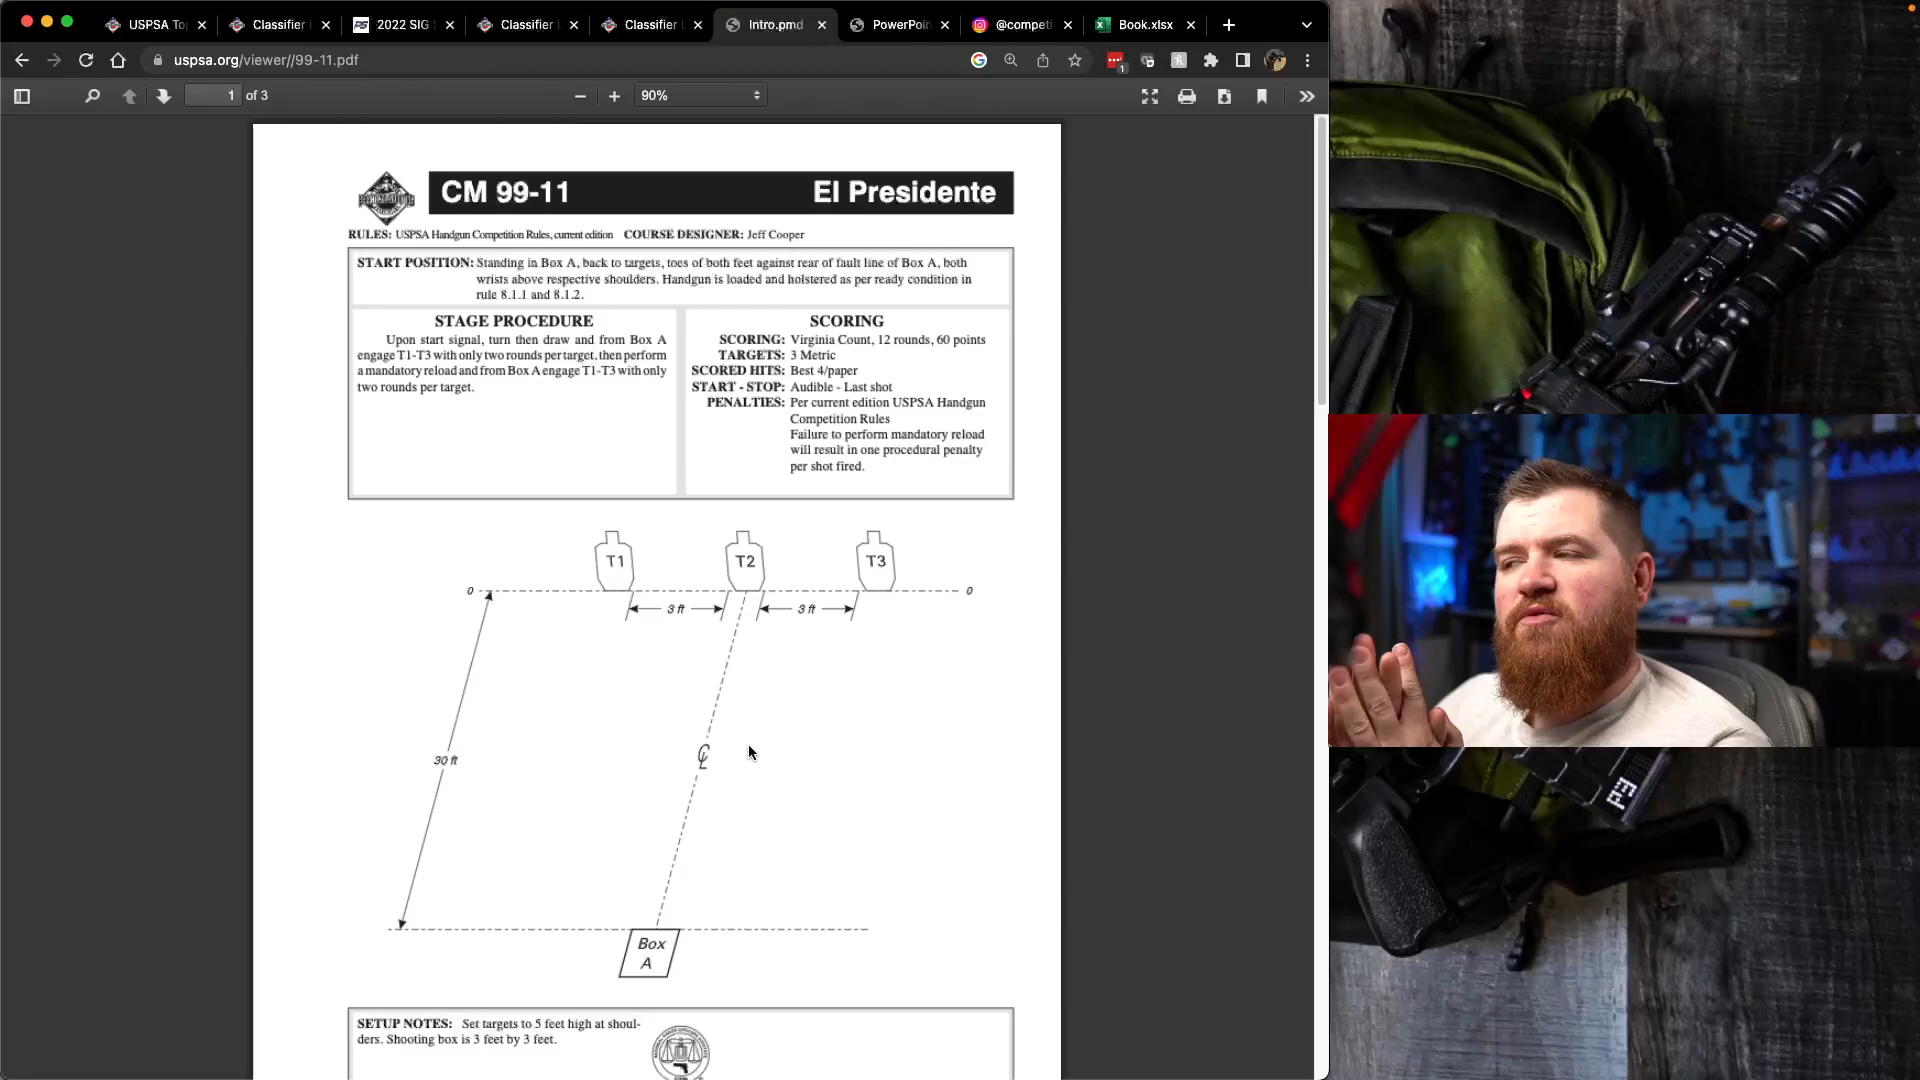 USPSA To
Classifier
2022 SIG
Classifier
Classifier
Intro.pmd
PowerPoin
@competi
Book.xlsx
uspsa.org/viewer//99-11.pdf
1
1 of 3
90%
CM 99-11 El Presidente
RULES: USPSA Handgun Competition Rules, current edition COURSE DESIGNER: Jeff Cooper
START POSITION: Standing in Box A, back to targets, toes of both feet against rear of fault line of Box A, both
wrists above respective shoulders. Handgun is loaded and holstered as per ready condition in
rule 8.1.1 and 8.1.2.
STAGE PROCEDURE
Upon start signal, turn then draw and from Box A
engage T1-T3 with only two rounds per target, then perform
a mandatory reload and from Box A engage T1-T3 with only
two rounds per target.
SCORING
SCORING: Virginia Count, 12 rounds, 60 points
TARGETS: 3 Metric
SCORED HITS: Best 4/paper
START - STOP: Audible - Last shot
PENALTIES: Per current edition USPSA Handgun
Competition Rules
Failure to perform mandatory reload
will result in one procedural penalty
per shot fired.
T1 T2 T3
0 0
3 ft 3 ft
30 ft
Box
A
SETUP NOTES: Set targets to 5 feet high at shoul-
ders. Shooting box is 3 feet by 3 feet.